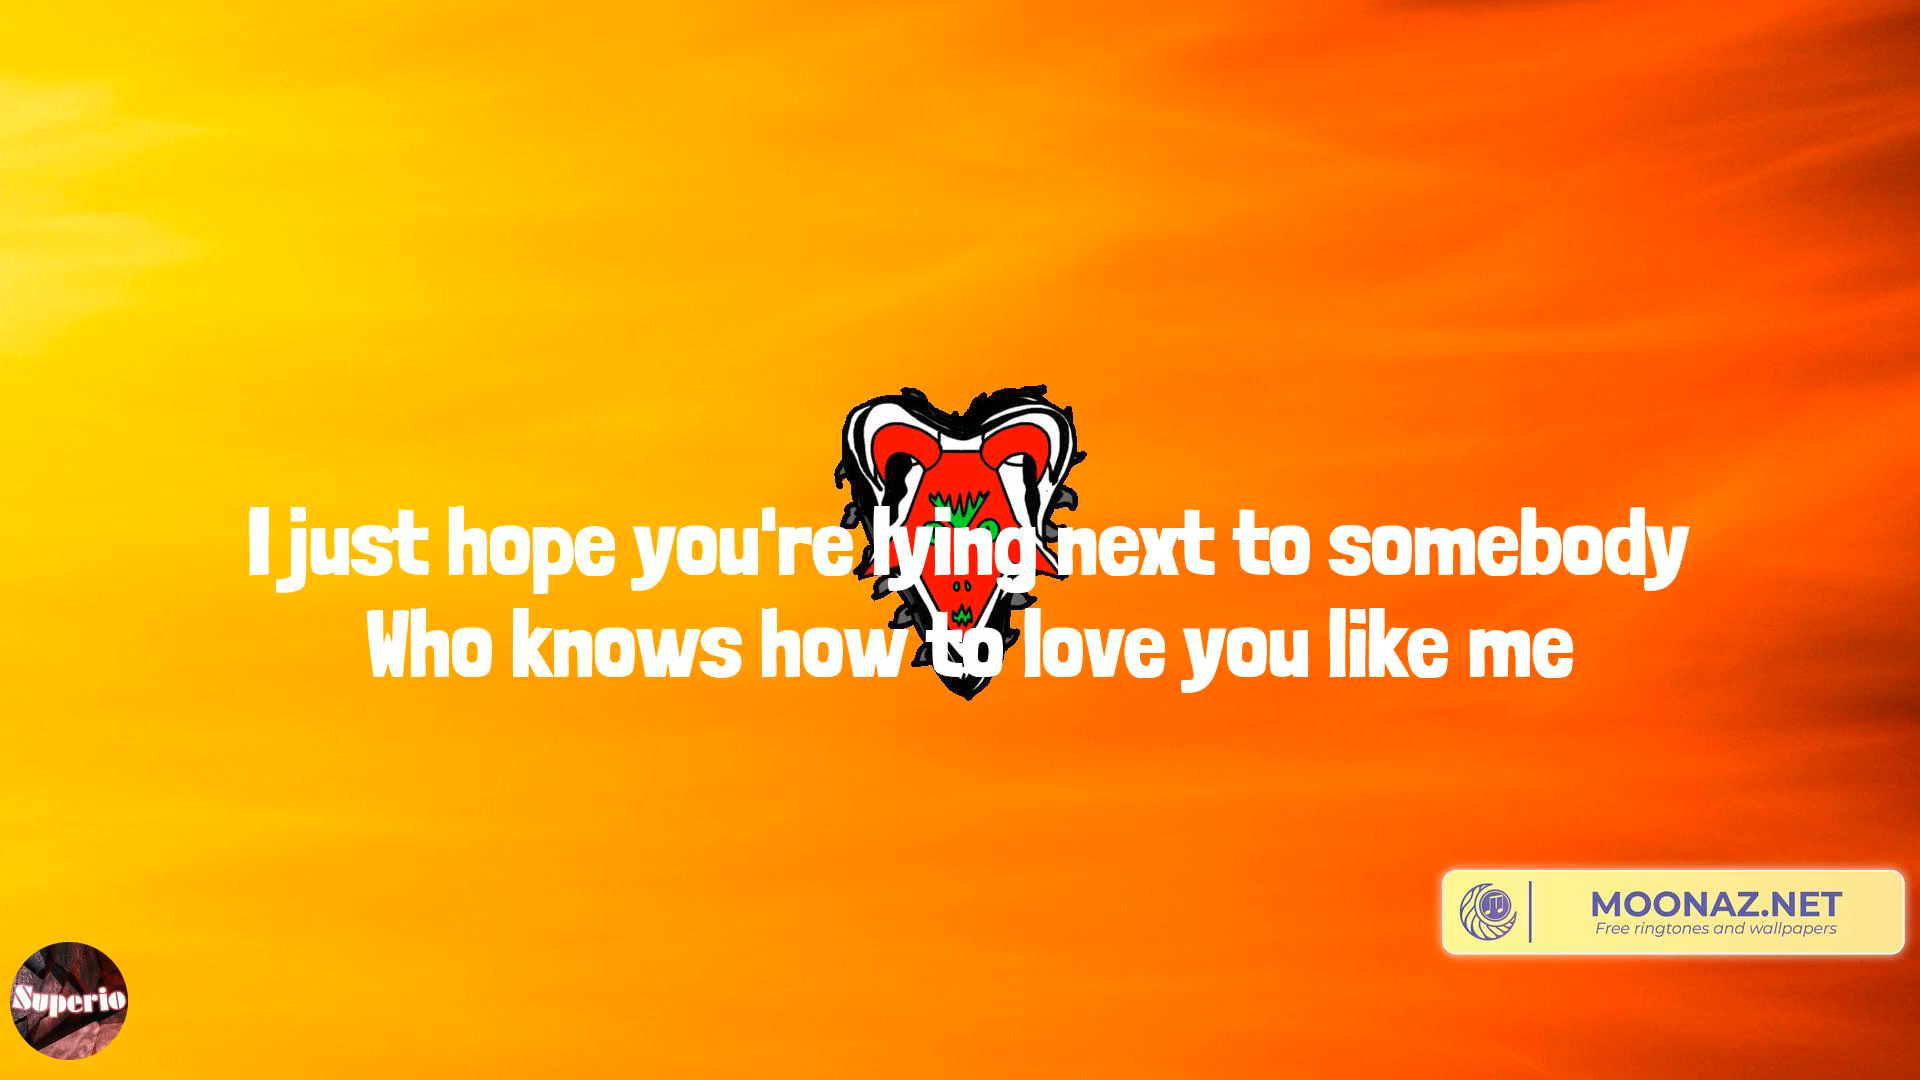 I just hope you're lying next to somebody
Who knows how to love you like me
MOONAZ.NET
Free ringtones and wallpapers
Superio